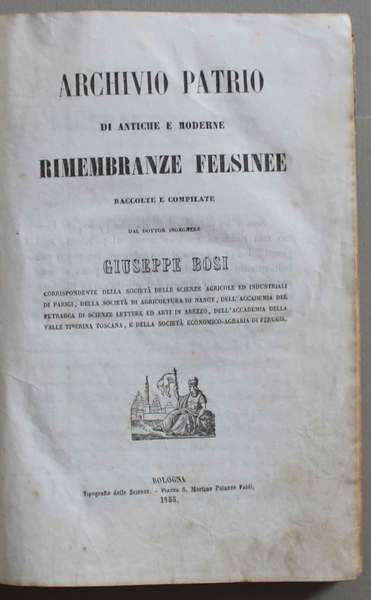 ARCHIVIO PATRIO
DI ANTICHE E MODERNE
RIMEMBRANZE FELSINEE
RACCOLTE E COMPILATE
DAL DOTTOR INGEGNERE
GIUSEPPE BOSI
CORRISPONDENTE DELLA SOCIETÀ DELLE SCIENZE AGRICOLE ED INDUSTRIALI
DI PARIGI, DELLA SOCIETÀ DI AGRICOLTURA DI NANCY, DELL'ACCADEMIA DEL
PETRARCA DI SCIENZE LETTERE ED ARTI IN AREZZO, DELL'ACCADEMIA DELLA
VALLE TIBERINA TOSCANA, E DELLA SOCIETÀ ECONOMICO-AGRARIA DI PERUGIA.
BOLOGNA
Tipografia delle Scienze. - Piazza S. Martino Palazzo Faldi.
1855.